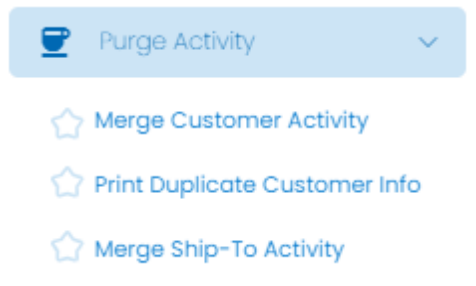 Purge Activity
Merge Customer Activity
Print Duplicate Customer Info
Merge Ship-To Activity